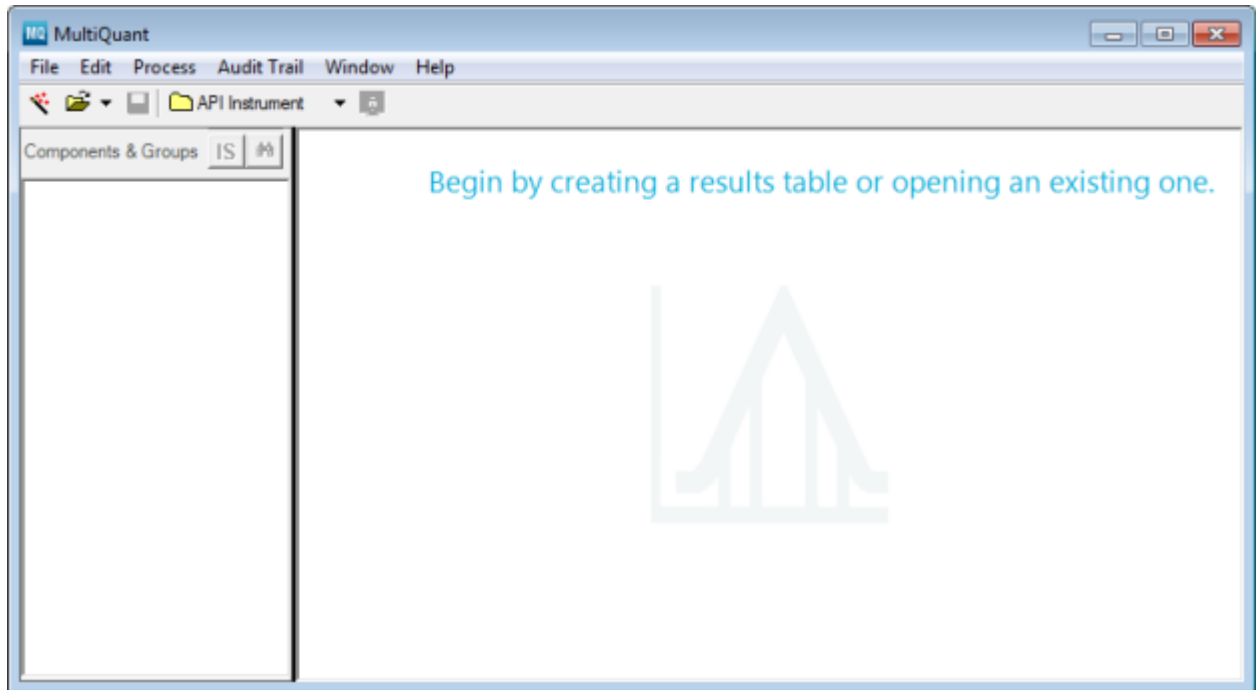 MQ MultiQuant
File Edit Process Audit Trail Window Help
API Instrument
Components & Groups IS
Begin by creating a results table or opening an existing one.